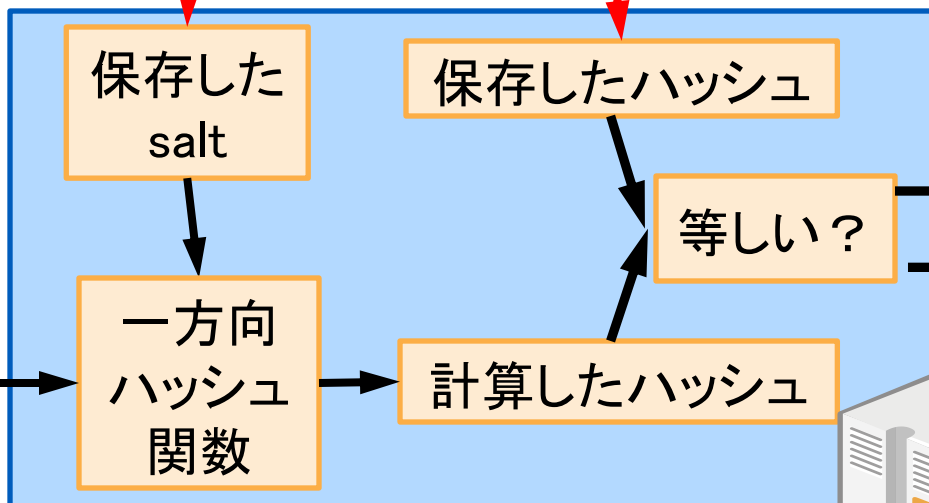 保存した
salt
保存したハッシュ
等しい？
一方向
ハッシュ
関数
計算したハッシュ